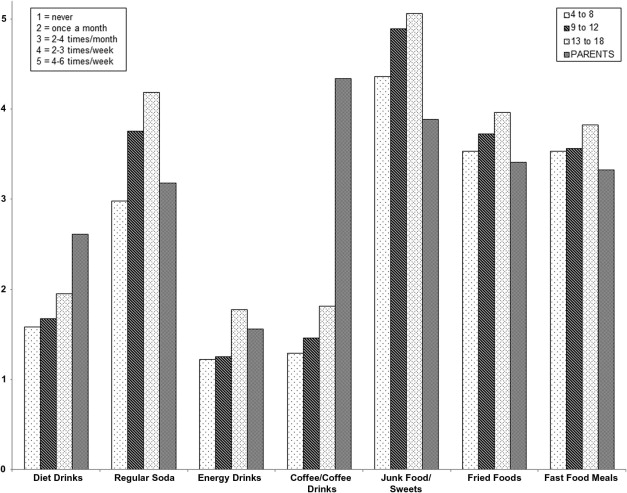 1 = never
2 = once a month
3 = 2-4 times/month
4 = 2-3 times/week
5 = 4-6 times/week
4 to 8
9 to 12
13 to 18
PARENTS
5
4
3
2
1
0
Diet Drinks Regular Soda Energy Drinks Coffee/Coffee Junk Food/ Fried Foods Fast Food Meals
Drinks Sweets